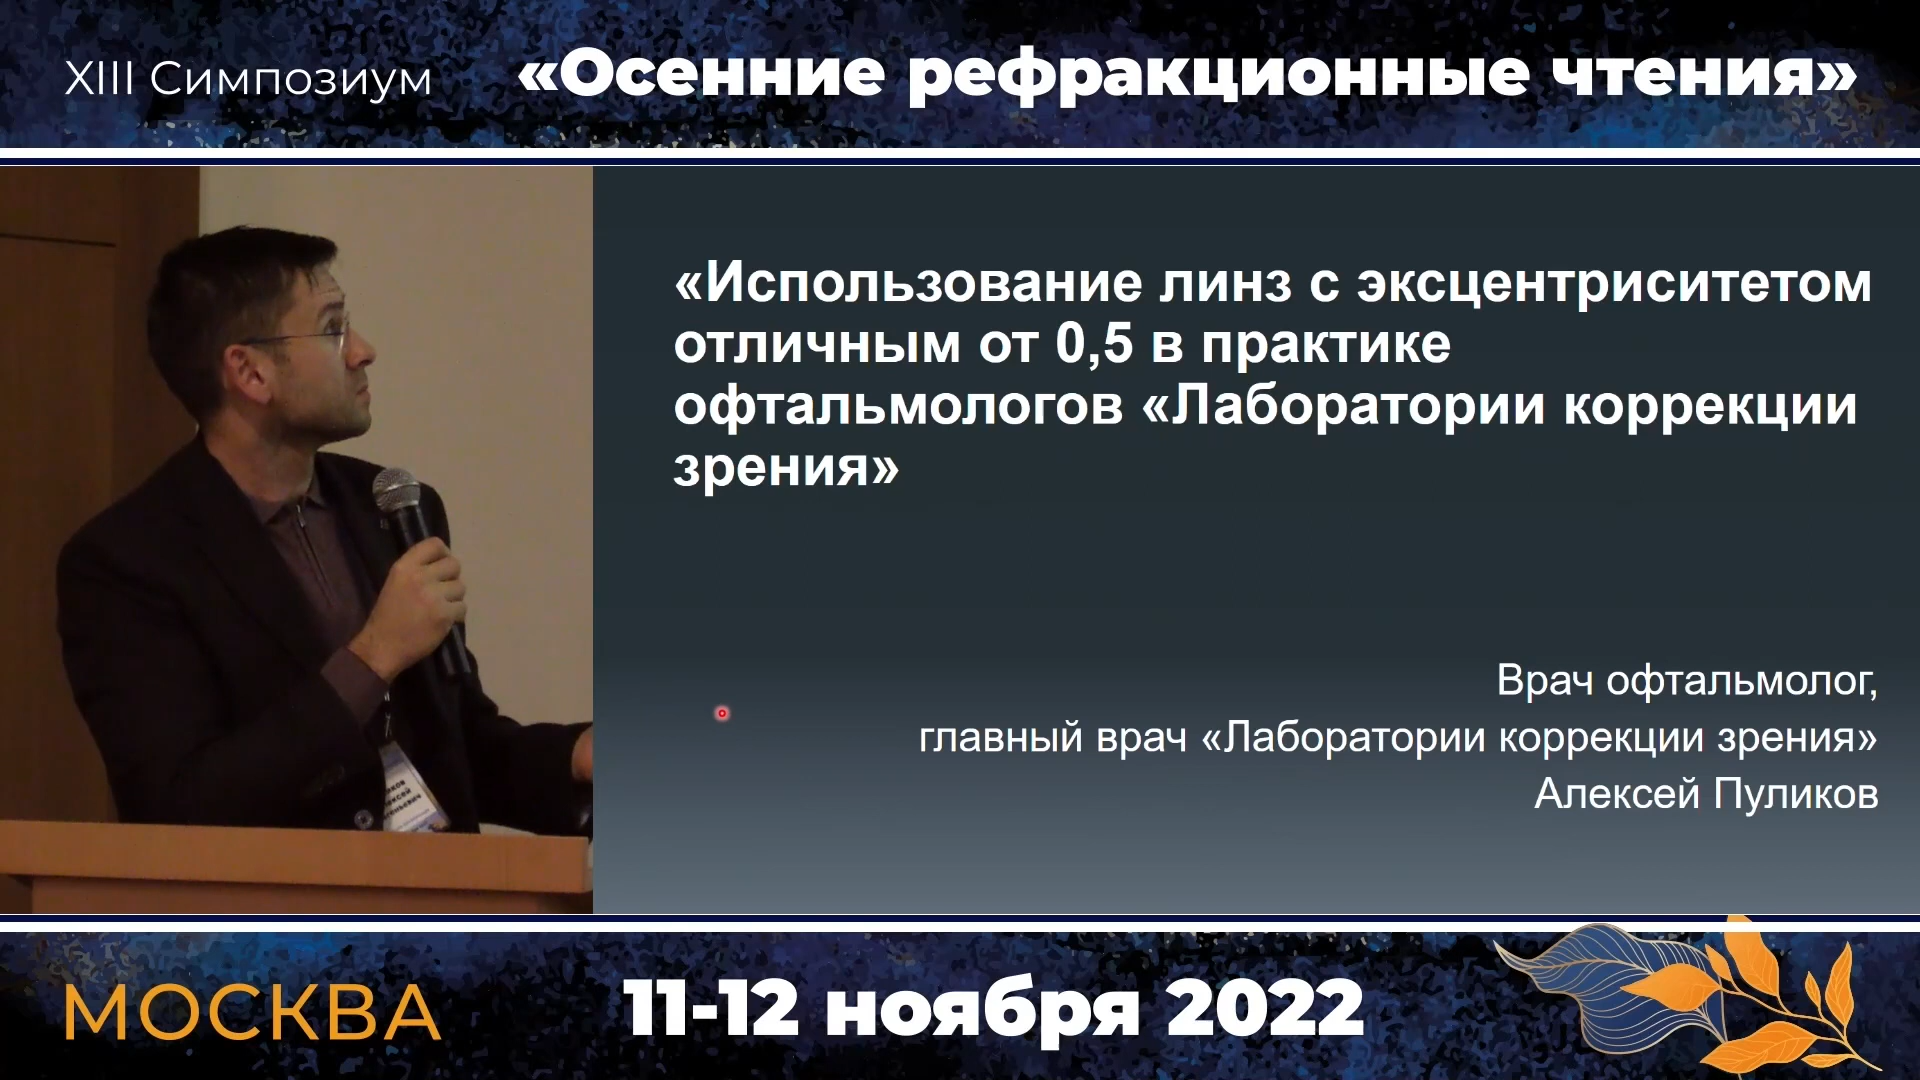 XIII Симпозиум «Осенние рефракционные чтения»
«Использование линз с эксцентриситетом
отличным от 0,5 в практике
офтальмологов «Лаборатории коррекции
зрения»
Врач офтальмолог,
главный врач «Лаборатории коррекции зрения»
Алексей Пуликов
МОСКВА 11-12 ноября 2022